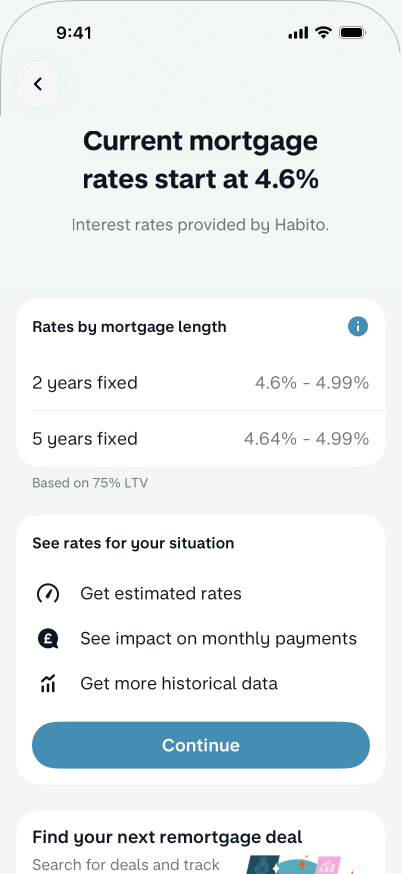 9:41
Current mortgage
rates start at 4.6%
Interest rates provided by Habito.
Rates by mortgage length
2 years fixed 4.6% - 4.99%
5 years fixed 4.64% - 4.99%
Based on 75% LTV
See rates for your situation
Get estimated rates
£ See impact on monthly payments
Get more historical data
Continue
Find your next remortgage deal
Search for deals and track